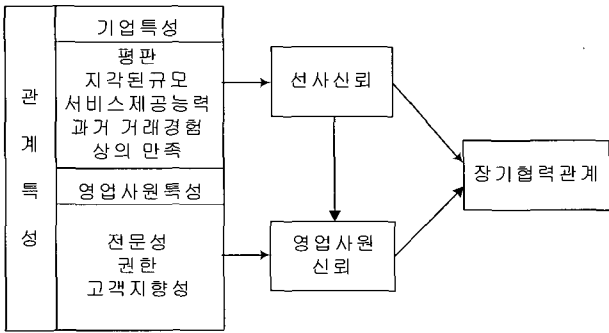 관
계
특
성
기업특성
평판
지각된규모
서비스제공능력
과거 거래경험
상의 만족
영업사원특성
전문성
권한
고객지향성
선사신뢰
영업사원
신뢰
장기협력관계